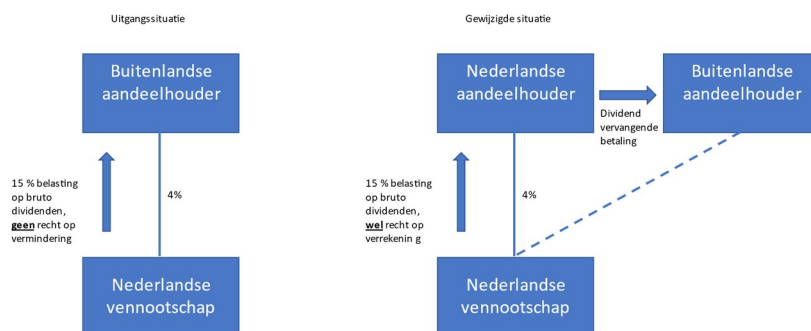 Uitgangssituatie
Buitenlandse
aandeelhouder
15 % belasting
op bruto
dividenden,
geen recht op
vermindering
4%
Nederlandse
vennootschap
Gewijzigde situatie
Nederlandse
aandeelhouder
Buitenlandse
aandeelhouder
Dividend
vervangende
betaling
15 % belasting
op bruto
dividenden,
wel recht op
verrekenin g
4%
Nederlandse
vennootschap